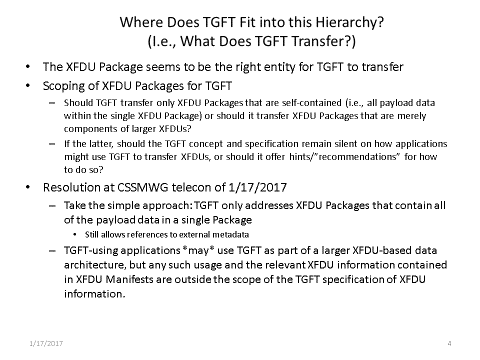 Where Does TGFT Fit into this Hierarchy?
(I.e., What Does TGFT Transfer?)
• The XFDU Package seems to be the right entity for TGFT to transfer
• Scoping of XFDU Packages for TGFT
– Should TGFT transfer only XFDU Packages that are self-contained (i.e., all payload data
within the single XFDU Package) or should it transfer XFDU Packages that are merely
components of larger XFDUs?
– If the latter, should the TGFT concept and specification remain silent on how applications
might use TGFT to transfer XFDUs, or should it offer hints/"recommendations" for how
to do so?
• Resolution at CSSMWG telecon of 1/17/2017
– Take the simple approach: TGFT only addresses XFDU Packages that contain all
of the payload data in a single Package
• Still allows references to external metadata
– TGFT-using applications *may* use TGFT as part of a larger XFDU-based data
architecture, but any such usage and the relevant XFDU information contained
in XFDU Manifests are outside the scope of the TGFT specification of XFDU
information.
1/17/2017
4